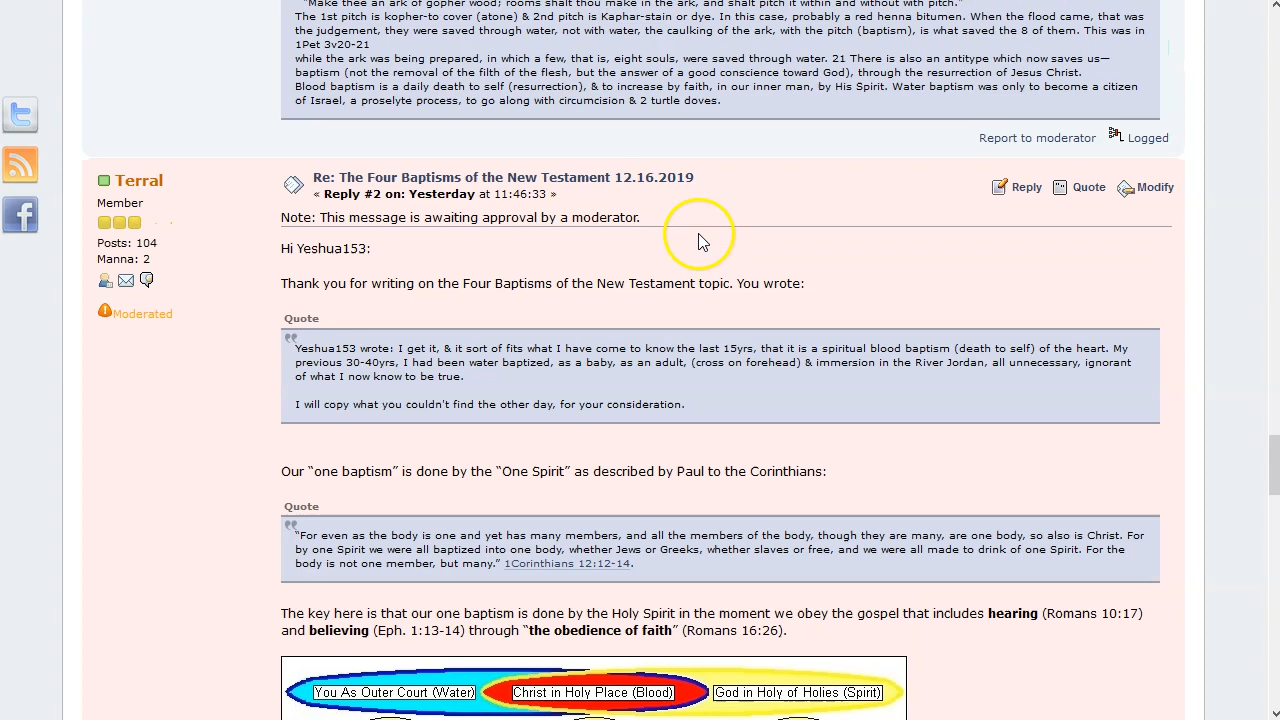 "Make thee an ark of gopher wood; rooms shalt thou make in the ark, and shalt pitch it within and without with pitch."
The 1st pitch is kopher-to cover (atone) & 2nd pitch is Kaphar-stain or dye. In this case, probably a red henna bitumen. When the flood came, that was
the judgement, they were saved through water, not with water, the caulking of the ark, with the pitch (baptism), is what saved the 8 of them. This was in
1Pet 3v20-21
while the ark was being prepared, in which a few, that is, eight souls, were saved through water. 21 There is also an antitype which now saves us—
baptism (not the removal of the filth of the flesh, but the answer of a good conscience toward God), through the resurrection of Jesus Christ.
Blood baptism is a daily death to self (resurrection), & to increase by faith, in our inner man, by His Spirit. Water baptism was only to become a citizen
of Israel, a proselyte process, to go along with circumcision & 2 turtle doves.
Report to moderator Logged
Terral
Member
Posts: 104
Manna: 2
Moderated
Re: The Four Baptisms of the New Testament 12.16.2019
« Reply #2 on: Yesterday at 11:46:33 »
Reply Quote Modify
Note: This message is awaiting approval by a moderator.
Hi Yeshua153:
Thank you for writing on the Four Baptisms of the New Testament topic. You wrote:
Quote
Yeshua153 wrote: I get it, & it sort of fits what I have come to know the last 15yrs, that it is a spiritual blood baptism (death to self) of the heart. My
previous 30-40yrs, I had been water baptized, as a baby, as an adult, (cross on forehead) & immersion in the River Jordan, all unnecessary, ignorant
of what I now know to be true.
I will copy what you couldn't find the other day, for your consideration.
Our “one baptism” is done by the “One Spirit” as described by Paul to the Corinthians:
Quote
“For even as the body is one and yet has many members, and all the members of the body, though they are many, are one body, so also is Christ. For
by one Spirit we were all baptized into one body, whether Jews or Greeks, whether slaves or free, and we were all made to drink of one Spirit. For the
body is not one member, but many.” 1Corinthians 12:12-14.
The key here is that our one baptism is done by the Holy Spirit in the moment we obey the gospel that includes hearing (Romans 10:17)
and believing (Eph. 1:13-14) through “the obedience of faith” (Romans 16:26).
You As Outer Court (Water) Christ in Holy Place (Blood) God in Holy of Holies (Spirit)